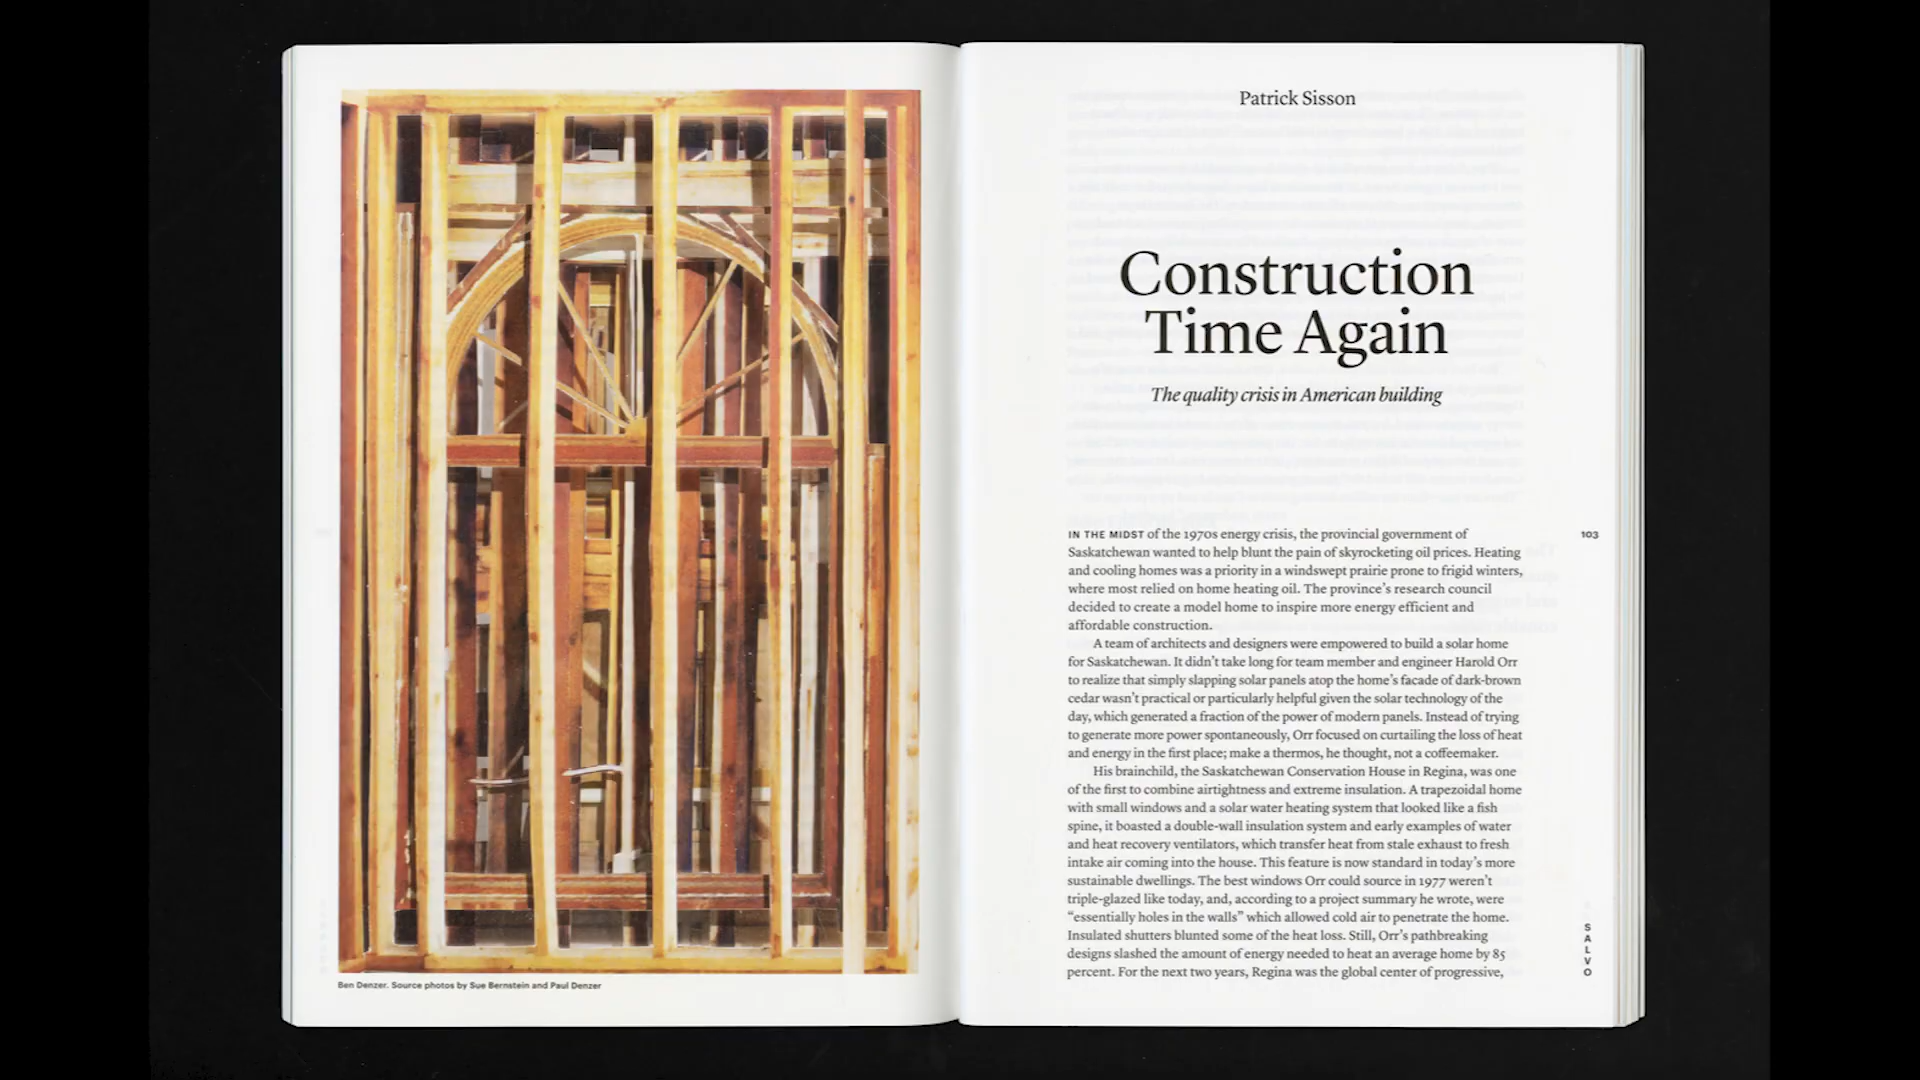 Ben Denzer. Source photos by Sue Bernstein and Paul Denzer
Patrick Sisson
Construction
Time Again
The quality crisis in American building
IN THE MIDST of the 1970s energy crisis, the provincial government of
Saskatchewan wanted to help blunt the pain of skyrocketing oil prices. Heating
and cooling homes was a priority in a windswept prairie prone to frigid winters,
where most relied on home heating oil. The province’s research council
decided to create a model home to inspire more energy efficient and
affordable construction.
A team of architects and designers were empowered to build a solar home
for Saskatchewan. It didn’t take long for team member and engineer Harold Orr
to realize that simply slapping solar panels atop the home’s facade of dark-brown
cedar wasn’t practical or particularly helpful given the solar technology of the
day, which generated a fraction of the power of modern panels. Instead of trying
to generate more power spontaneously, Orr focused on curtailing the loss of heat
and energy in the first place; make a thermos, he thought, not a coffeemaker.
His brainchild, the Saskatchewan Conservation House in Regina, was one
of the first to combine airtightness and extreme insulation. A trapezoidal home
with small windows and a solar water heating system that looked like a fish
spine, it boasted a double-wall insulation system and early examples of water
and heat recovery ventilators, which transfer heat from stale exhaust to fresh
intake air coming into the house. This feature is now standard in today’s more
sustainable dwellings. The best windows Orr could source in 1977 weren’t
triple-glazed like today, and, according to a project summary he wrote, were
“essentially holes in the walls” which allowed cold air to penetrate the home.
Insulated shutters blunted some of the heat loss. Still, Orr’s pathbreaking
designs slashed the amount of energy needed to heat an average home by 85
percent. For the next two years, Regina was the global center of progressive,
103
SALVO